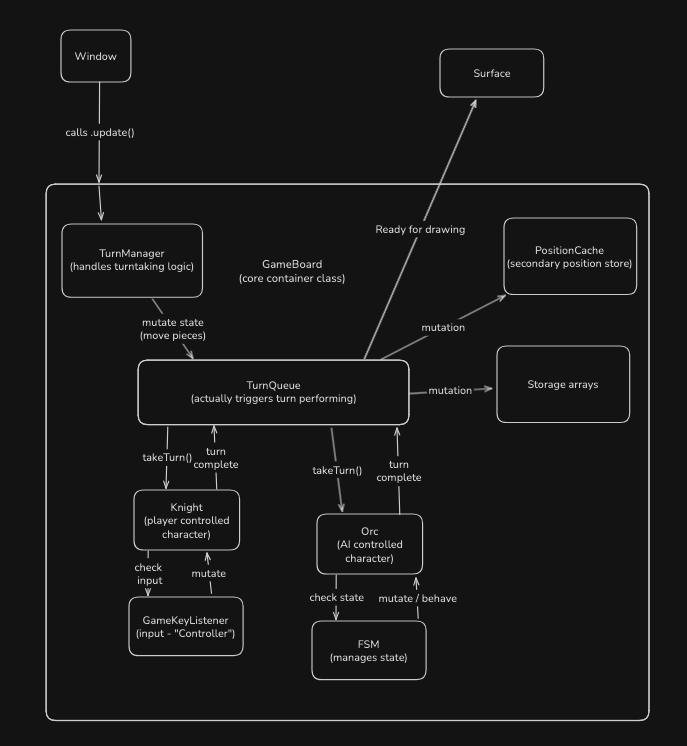 Window
Surface
calls .update()
Ready for drawing
TurnManager
(handles turntaking logic)
GameBoard
(core container class)
PositionCache
(secondary position store)
mutate state
(move pieces)
mutation
TurnQueue
(actually triggers turn performing)
mutation
Storage arrays
takeTurn()
turn
complete
takeTurn()
turn
complete
Knight
(player controlled
character)
Orc
(AI controlled
character)
check
input
mutate
check state
mutate / behave
GameKeyListener
(input - "Controller")
FSM
(manages state)